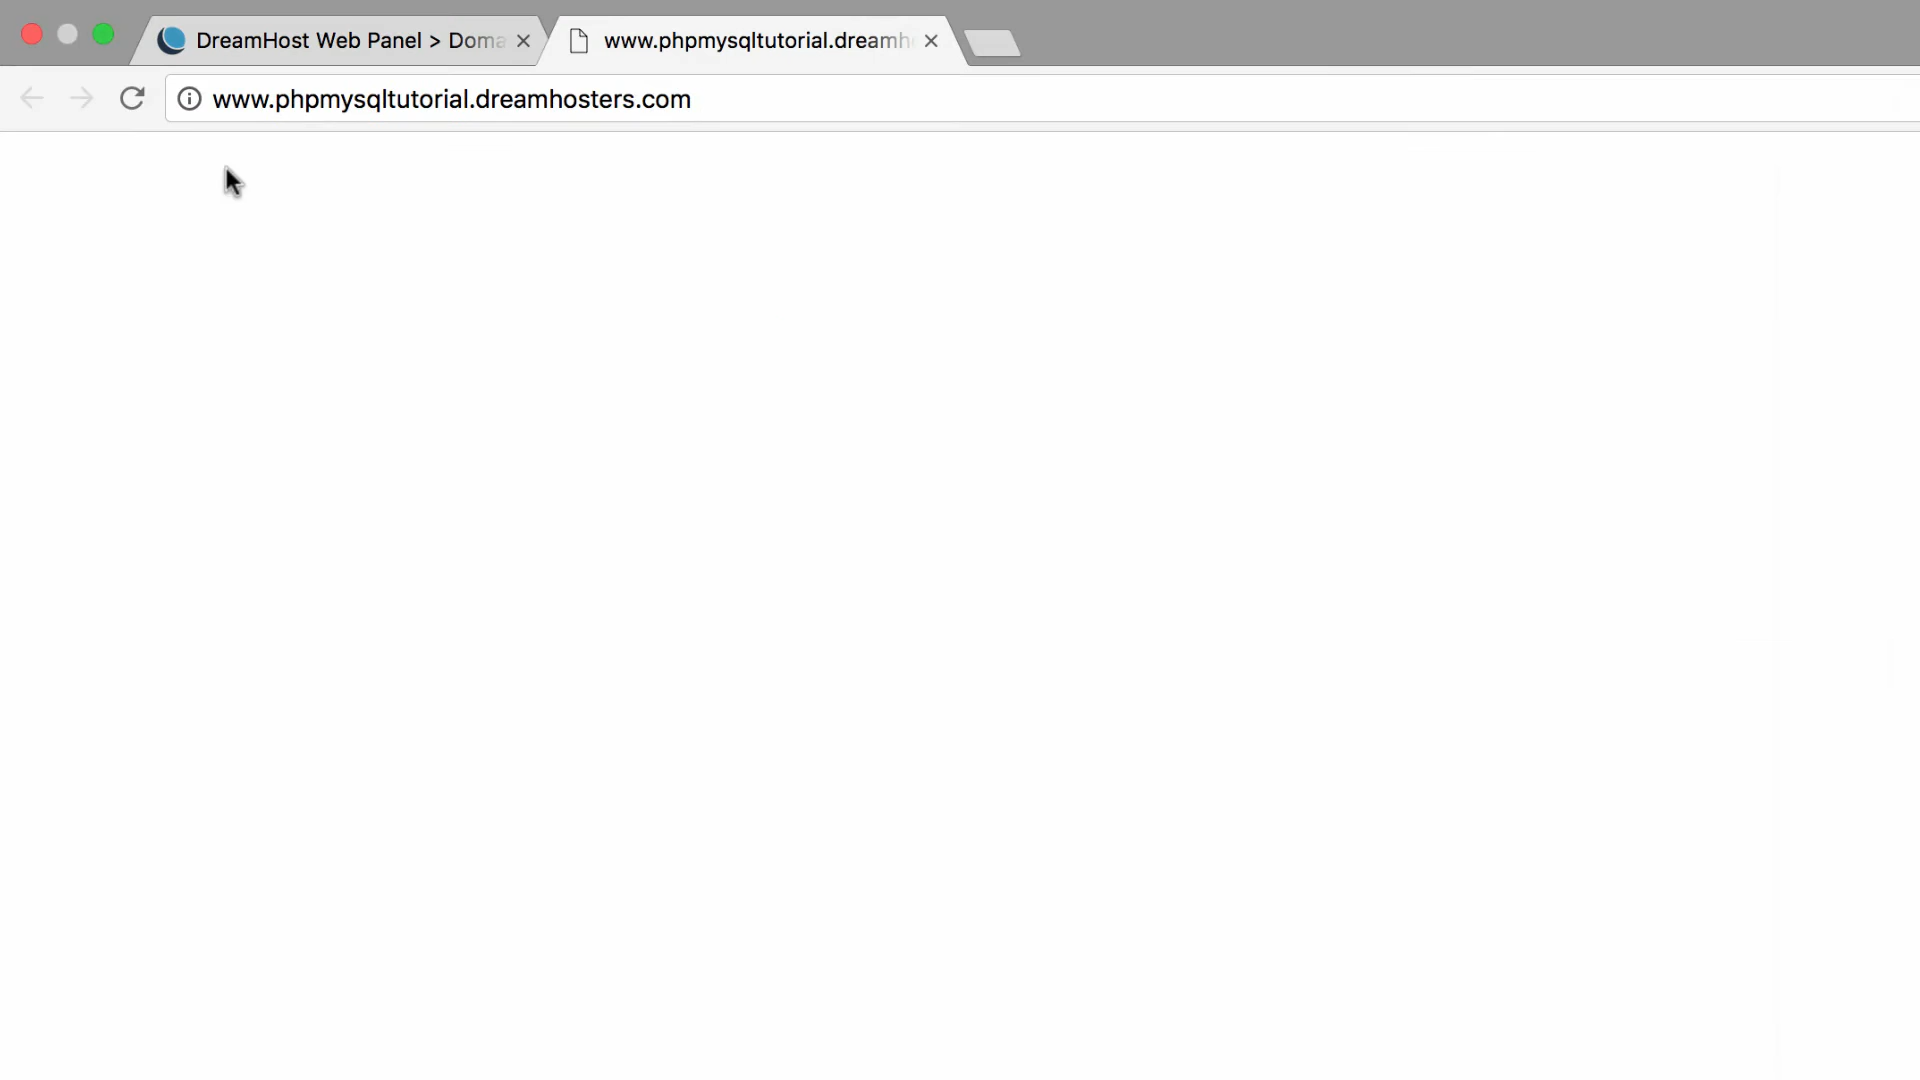 DreamHost Web Panel > Doma
www.phpmysqltutorial.dreamh
www.phpmysqltutorial.dreamhosters.com